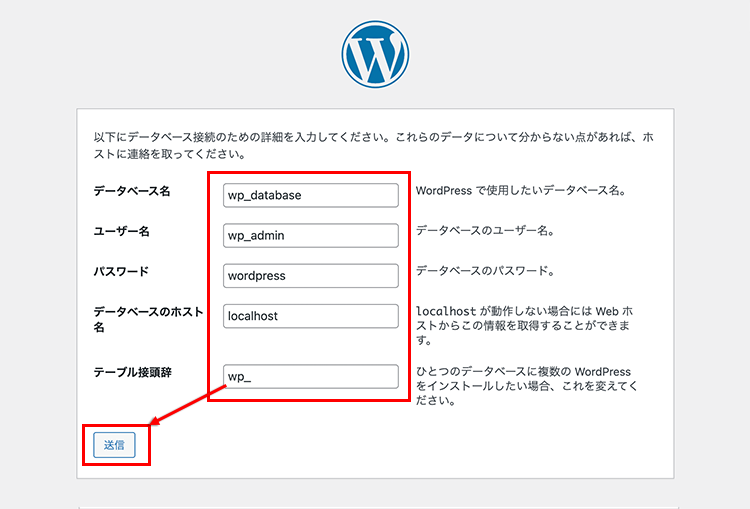 以下にデータベース接続のための詳細を入力してください。これらのデータについて分からない点があれば、ホ
ストに連絡を取ってください。
データベース名
wp_database
WordPress で使用したいデータベース名。
ユーザー名
wp_admin
データベースのユーザー名。
パスワード
wordpress
データベースのパスワード。
データベースのホスト
名
localhost
localhost が動作しない場合には Web ホ
ストからこの情報を取得することができま
す。
テーブル接頭辞
wp_
ひとつのデータベースに複数の WordPress
をインストールしたい場合、これを変えてく
ださい。
送信